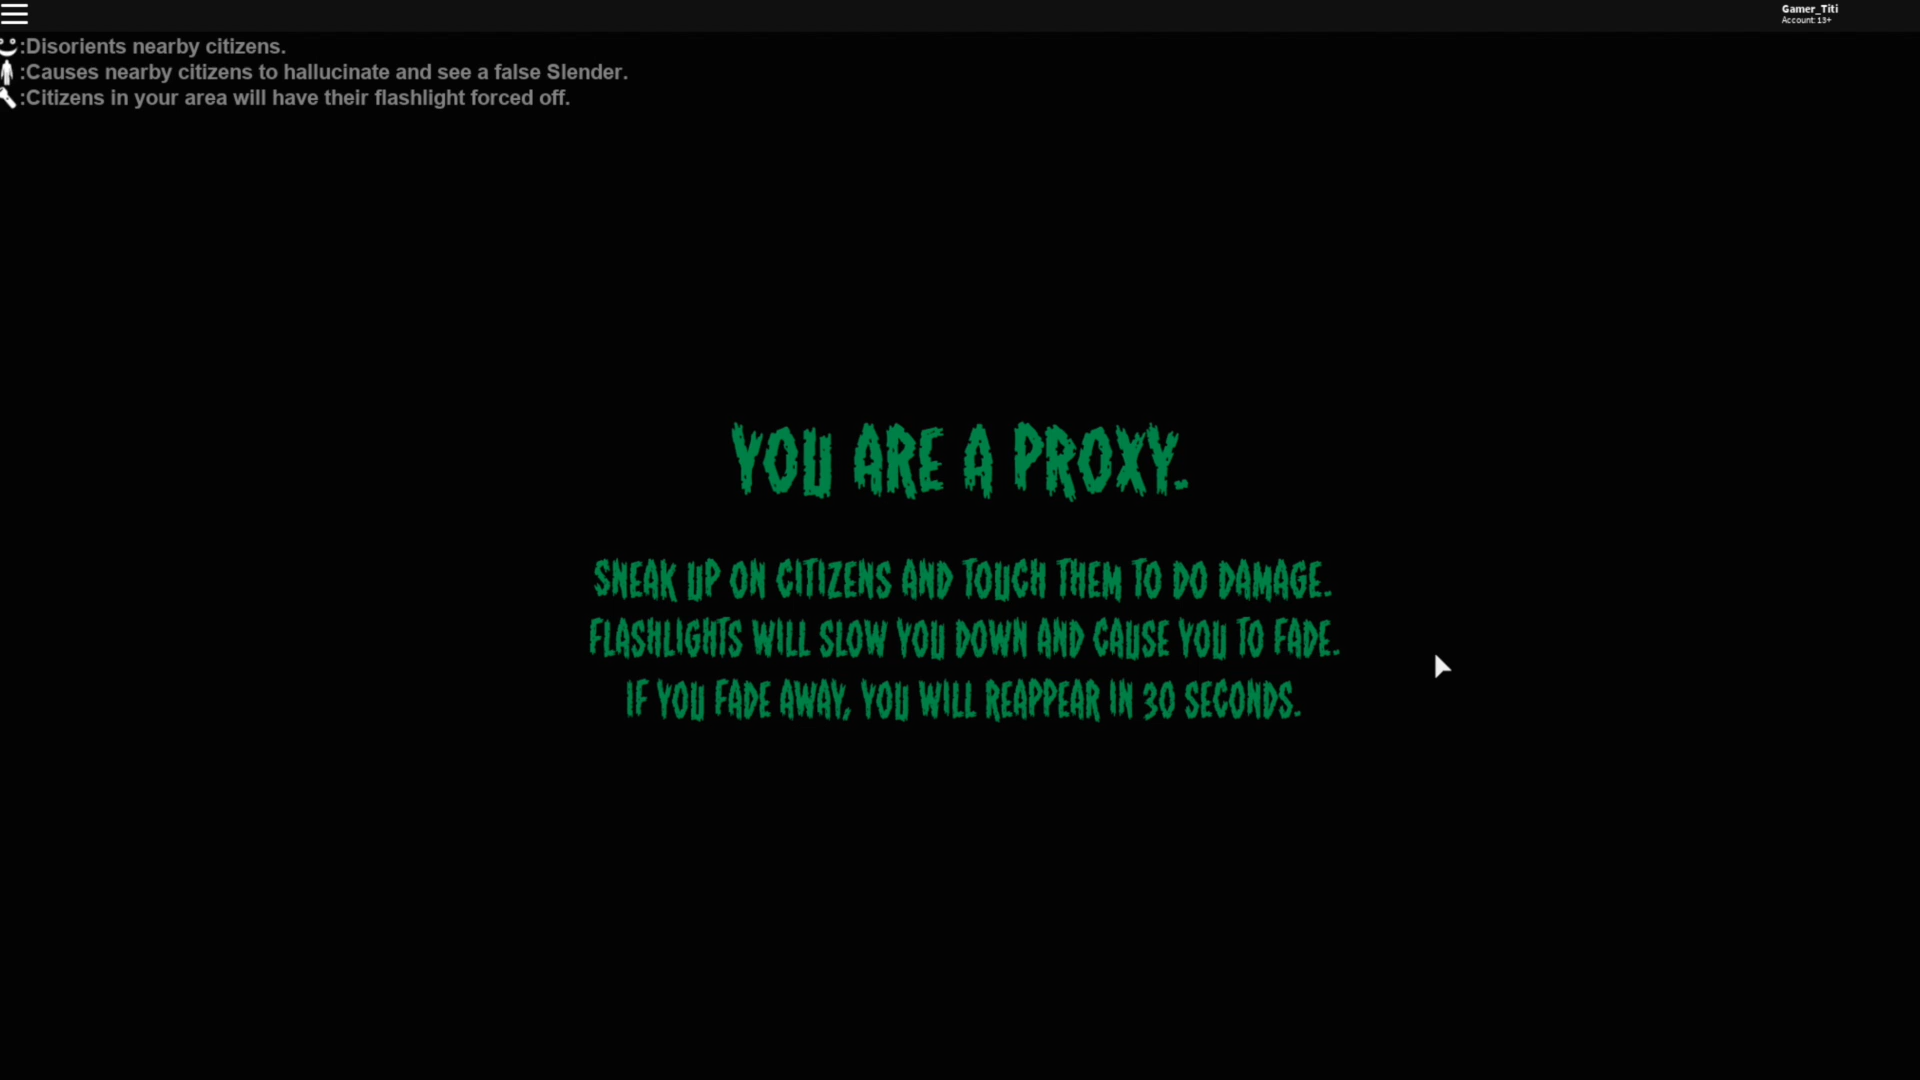 Gamer_Titi
Account: 13+
:Disorients nearby citizens.
:Causes nearby citizens to hallucinate and see a false Slender.
:Citizens in your area will have their flashlight forced off.
YOU ARE A PROXY.
SNEAK UP ON CITIZENS AND TOUCH THEM TO DO DAMAGE.
FLASHLIGHTS WILL SLOW YOU DOWN AND CAUSE YOU TO FADE.
IF YOU FADE AWAY, YOU WILL REAPPEAR IN 30 SECONDS.